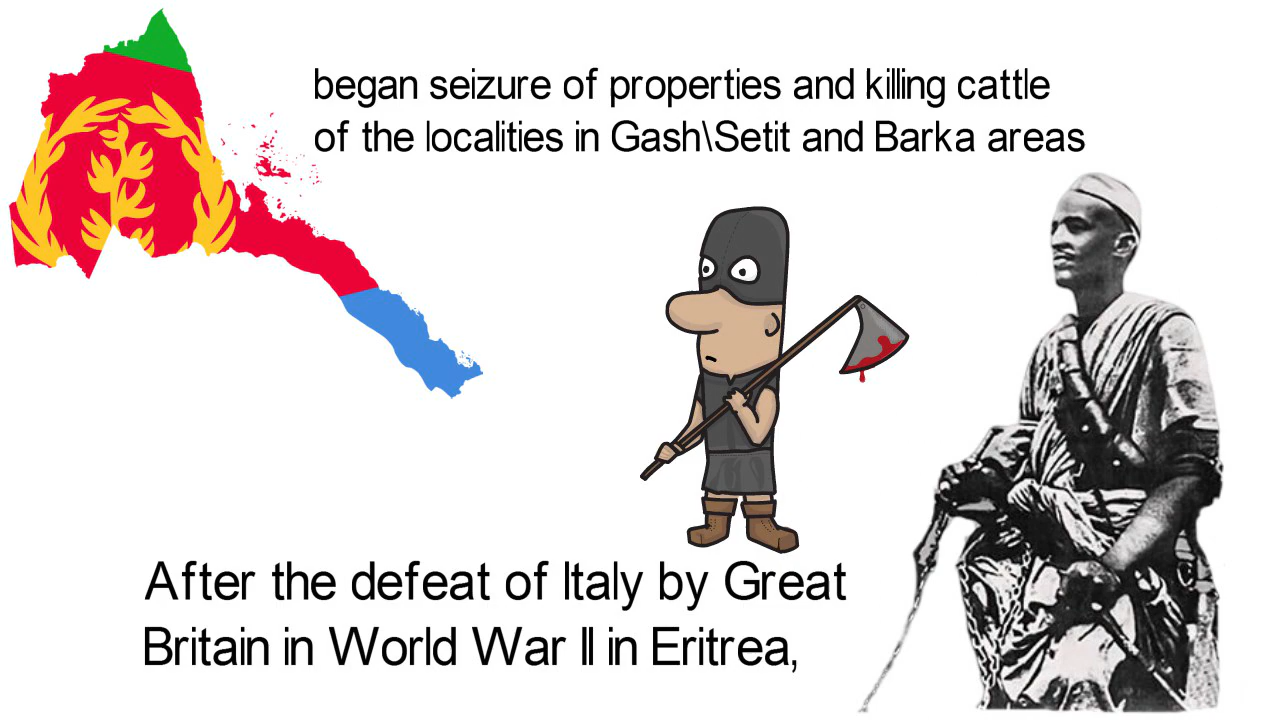 began seizure of properties and killing cattle
of the localities in Gash\Setit and Barka areas
After the defeat of Italy by Great
Britain in World War II in Eritrea,